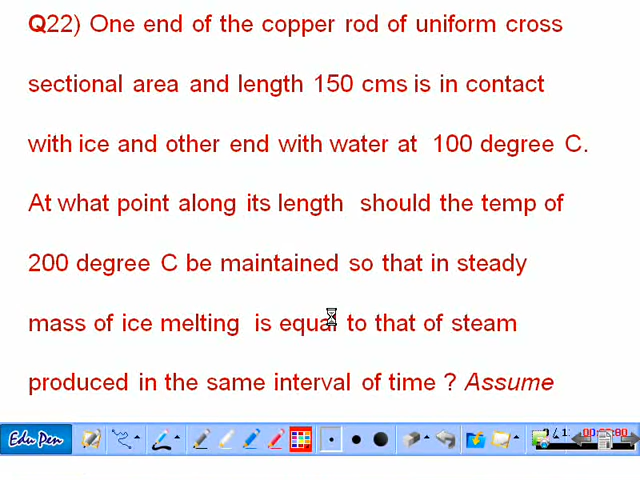 Q22) One end of the copper rod of uniform cross
sectional area and length 150 cms is in contact
with ice and other end with water at 100 degree C.
At what point along its length should the temp of
200 degree C be maintained so that in steady
mass of ice melting is equal to that of steam
produced in the same interval of time ? Assume
Edu Pen